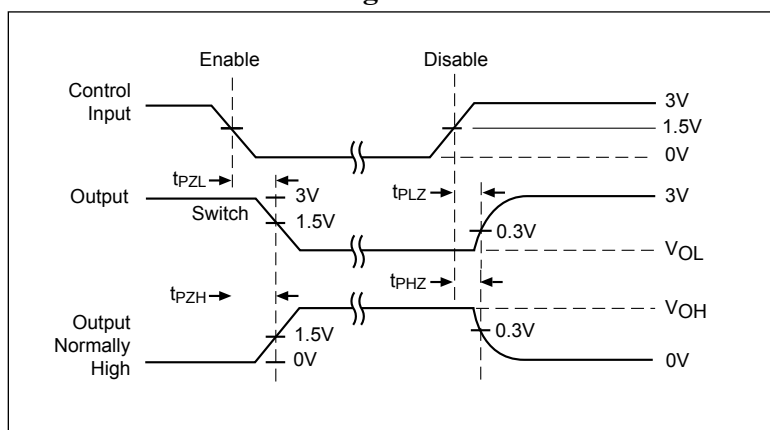 Enable
Disable
Control
Input
3V
1.5V
0V
tPZL
3V
tPLZ
3V
Output
Switch
1.5V
0.3V
VOL
tPZH
tPHZ
VOH
Output
Normally
High
1.5V
0.3V
0V
0V